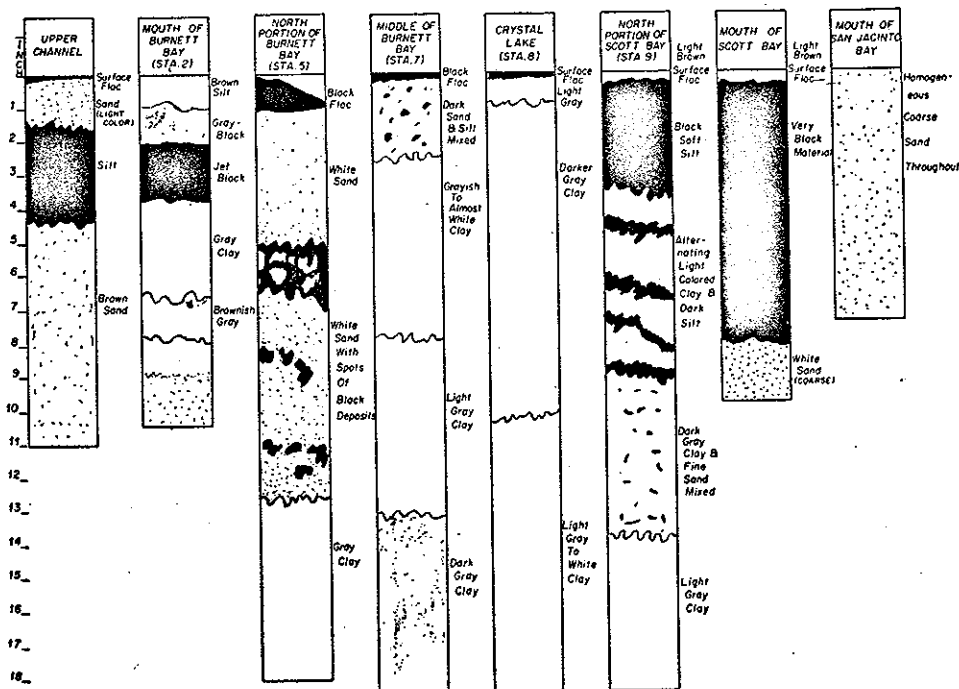 INCH
1
2
3
4
5
6
7
8
9
10
11
12
13
14
15
16
17
18
UPPER
CHANNEL
Surface
Floc
Sand
(LIGHT
COLOR)
Silt
Brown
Sand
MOUTH OF
BURNETT
BAY
(STA.2)
Brown
Silt
Gray-
Black
Jet
Black
Gray
Clay
Brownish
Gray
NORTH
PORTION OF
BURNETT
BAY
(STA.5)
Black
Floc
White
Sand
White
Sand
With
Spots
Of
Black
Deposits
Gray
Clay
MIDDLE OF
BURNETT
BAY
(STA.7)
Black
Floc
Dark
Sand
& Silt
Mixed
Grayish
To
Almost
White
Clay
Light
Gray
Clay
Dark
Gray
Clay
CRYSTAL
LAKE
(STA.8)
Surface
Floc
Light
Gray
Darker
Gray
Clay
Light
Gray
To
White
Clay
NORTH
PORTION OF
SCOTT BAY
(STA 9)
Light
Brown
Surface
Floc
Black
Soft
Silt
Alter-
nating
Light
Colored
Clay &
Dark
Silt
Dark
Gray
Clay &
Fine
Sand
Mixed
Light
Gray
Clay
MOUTH OF
SCOTT BAY
Light
Brown
Surface
Floc
Very
Black
Material
White
Sand
(COARSE)
MOUTH OF
SAN JACINTO
BAY
Homogen-
eous
Coarse
Sand
Throughout